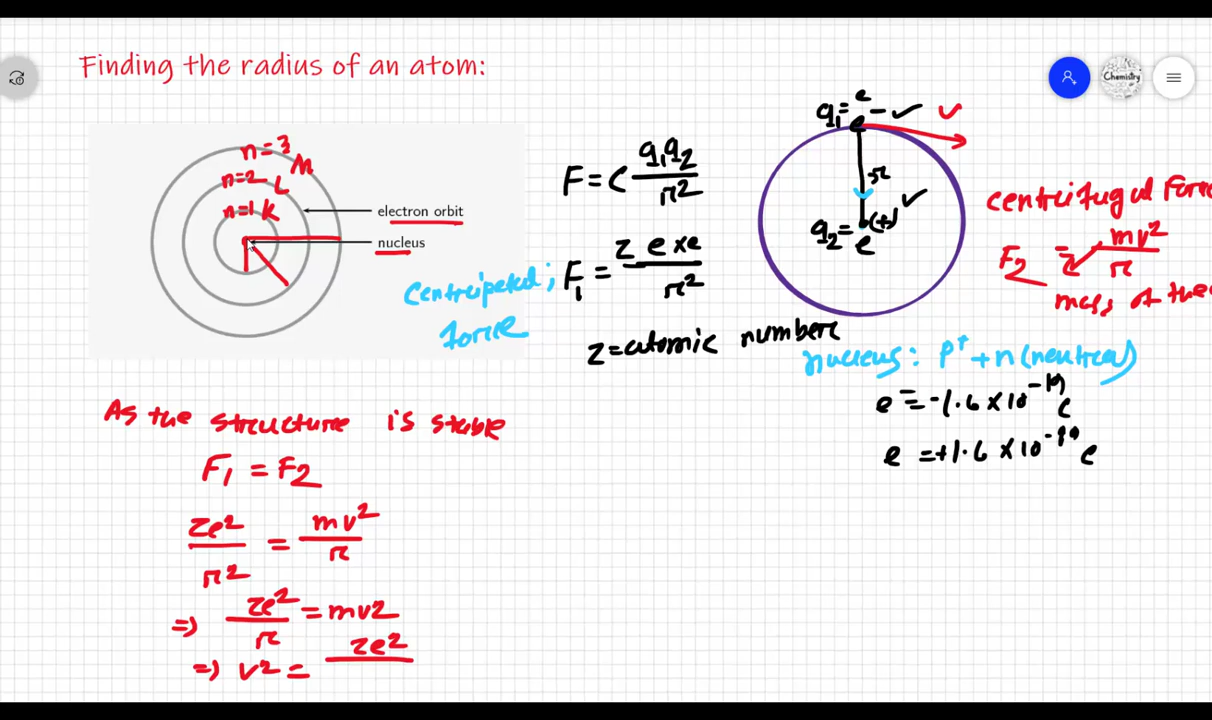 Finding the radius of an atom:
Chemistry
n=3 M
n=2 L
n=1 K
electron orbit
nucleus
F = C q1q2/r²
centripetal force ; F1 = z e×e/r²
z=atomic number
q1= e – e v
r
q2= (+) e
centrifugal Force
F2 = mv²/r
mass of the
nucleus: p⁺ + n (neutral)
e⁻ = -1.6 × 10⁻¹⁹ C
e = +1.6 × 10⁻¹⁹ C
As the structure is stable
F1 = F2
ze²/r² = mv²/r
⇒ ze²/r = mv2
⇒ v² = ze²